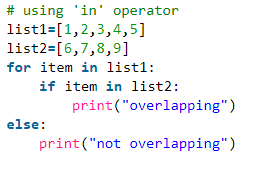 # using 'in' operator
list1=[1,2,3,4,5]
list2=[6,7,8,9]
for item in list1:
    if item in list2:
        print("overlapping")
else:
    print("not overlapping")